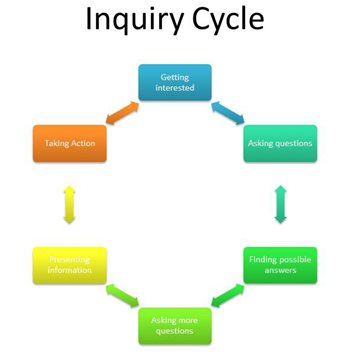 Inquiry Cycle
Getting
interested
Asking questions
Finding possible
answers
Asking more
questions
Presenting
information
Taking Action